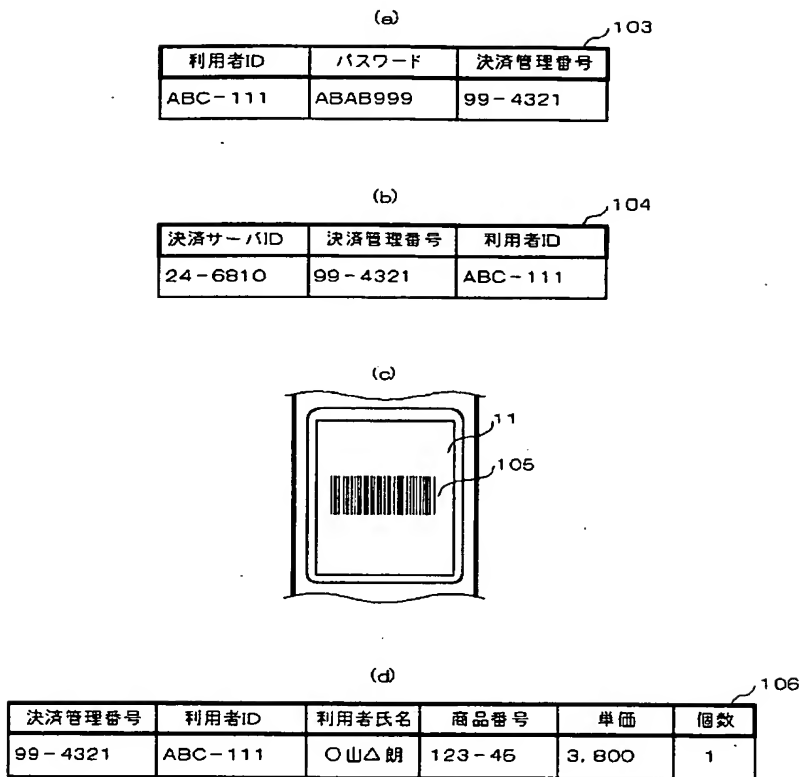 (a)
103
利用者ID パスワード 決済管理番号
ABC-111 ABAB999 99-4321
(b)
104
決済サーバID 決済管理番号 利用者ID
24-6810 99-4321 ABC-111
(c)
11
105
(d)
106
決済管理番号 利用者ID 利用者氏名 商品番号 単価 個数
99-4321 ABC-111 〇山△朗 123-45 3,800 1